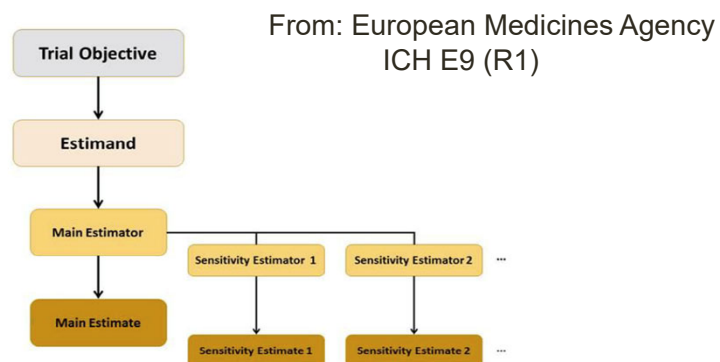 From: European Medicines Agency
ICH E9 (R1)
Trial Objective
Estimand
Main Estimator
Sensitivity Estimator 1
Sensitivity Estimator 2
...
Main Estimate
Sensitivity Estimate 1
Sensitivity Estimate 2
...